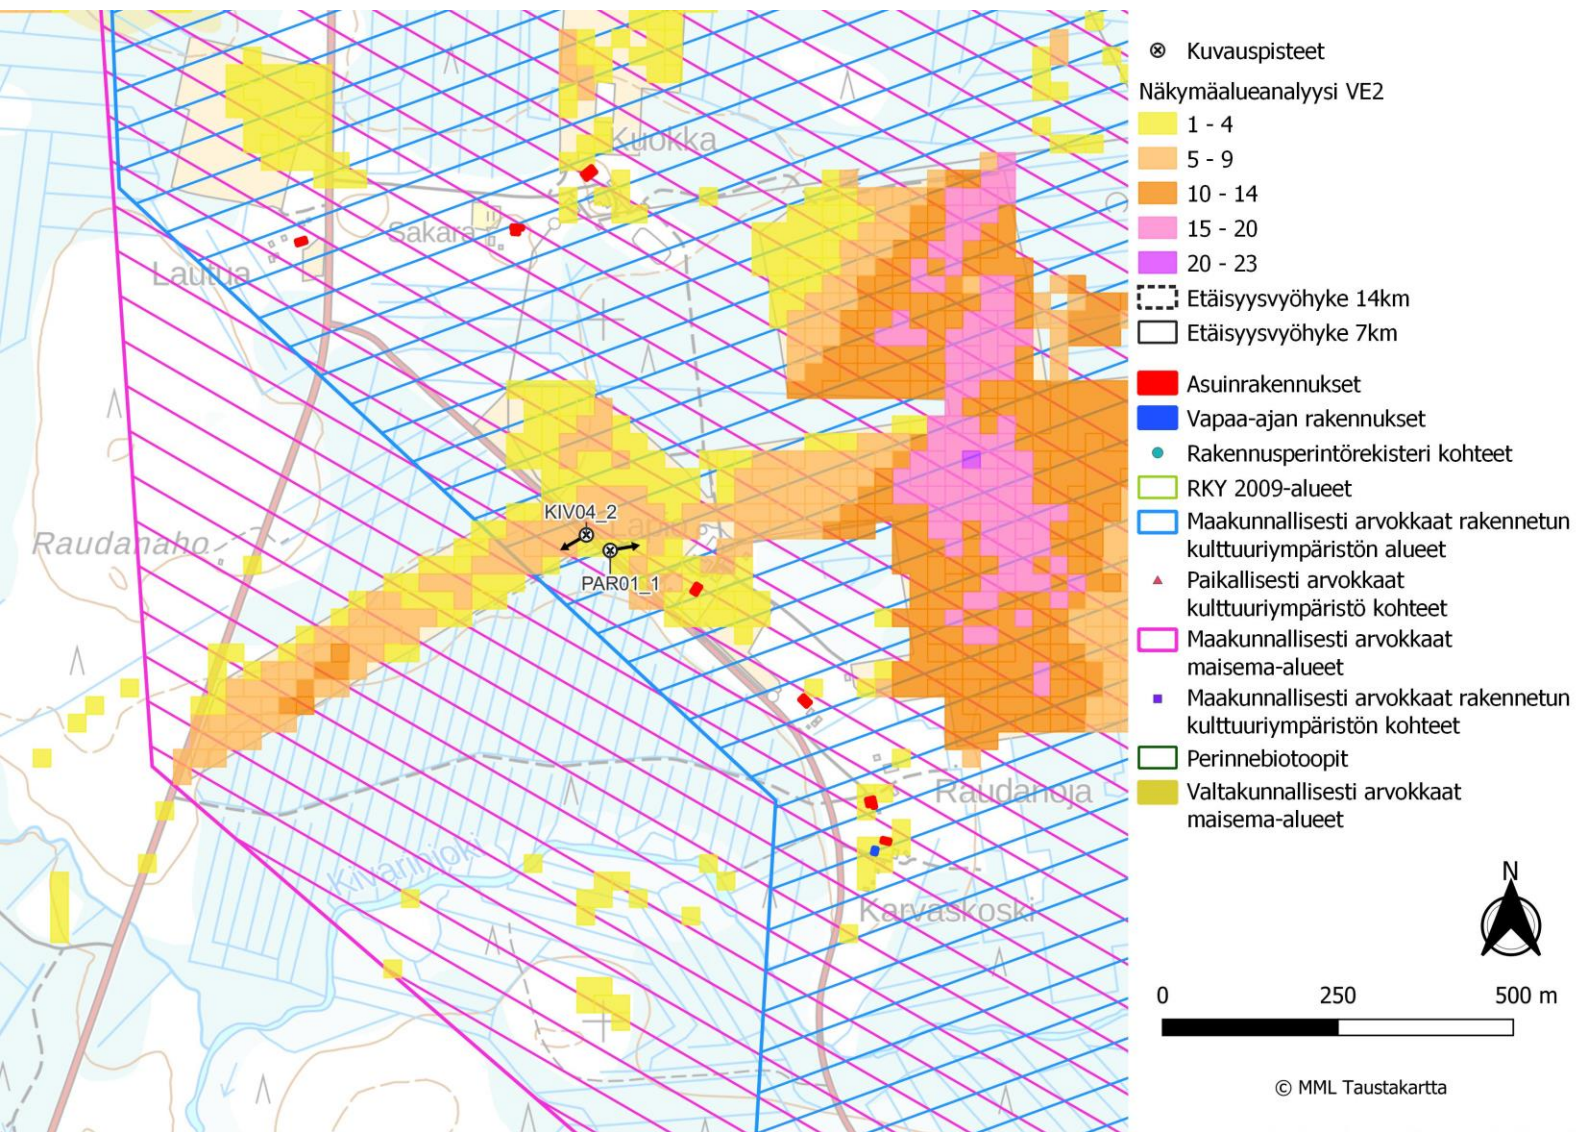 Kuokka
Sakara
Lautua
KIV04_2
Raudanaho
PAR01_1
Raudanoja
Kivarinjoki
Karvaskoski
Kuvauspisteet
Näkymäalueanalyysi VE2
1 - 4
5 - 9
10 - 14
15 - 20
20 - 23
Etäisyysvyöhyke 14km
Etäisyysvyöhyke 7km
Asuinrakennukset
Vapaa-ajan rakennukset
Rakennusperintörekisteri kohteet
RKY 2009-alueet
Maakunnallisesti arvokkaat rakennetun
kulttuuriympäristön alueet
Paikallisesti arvokkaat
kulttuuriympäristö kohteet
Maakunnallisesti arvokkaat
maisema-alueet
Maakunnallisesti arvokkaat rakennetun
kulttuuriympäristön kohteet
Perinnebiotoopit
Valtakunnallisesti arvokkaat
maisema-alueet
N
0 250 500 m
© MML Taustakartta